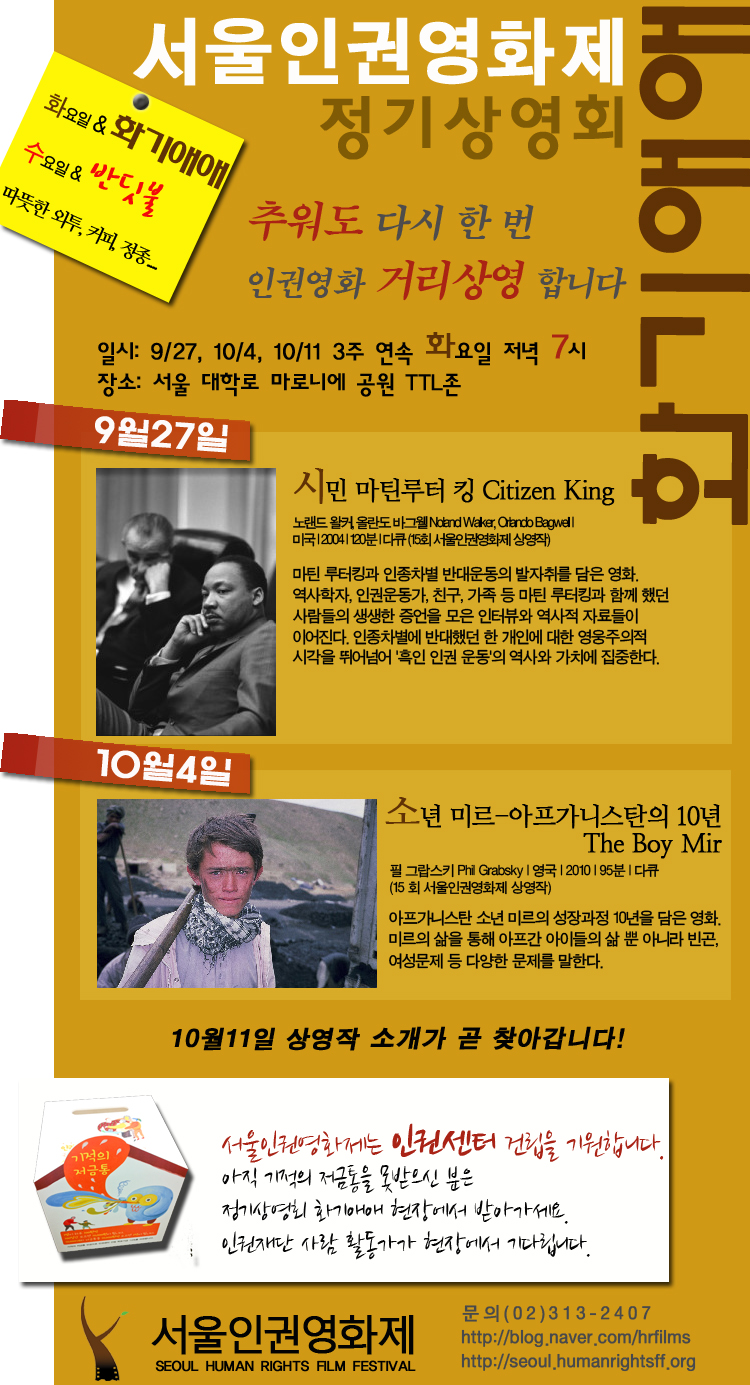 서울인권영화제
정기상영회
화기애애
화요일 & 화기애애
수요일 & 반딧불
따뜻한 외투, 커피, 정종...
추워도 다시 한 번
인권영화 거리상영 합니다
일시: 9/27, 10/4, 10/11 3주 연속 화요일 저녁 7시
장소: 서울 대학로 마로니에 공원 TTL존
9월27일
시민 마틴루터 킹 Citizen King
노랜드 왈커, 올란도 바그웰 Noland Walker, Orlando Bagwell |
미국 | 2004 | 120분 | 다큐 (15회 서울인권영화제 상영작)
마틴 루터킹과 인종차별 반대운동의 발자취를 담은 영화.
역사학자, 인권운동가, 친구, 가족 등 마틴 루터킹과 함께 했던
사람들의 생생한 증언을 모은 인터뷰와 역사적 자료들이
이어진다. 인종차별에 반대했던 한 개인에 대한 영웅주의적
시각을 뛰어넘어 '흑인 인권 운동'의 역사와 가치에 집중한다.
10월4일
소년 미르-아프가니스탄의 10년
The Boy Mir
필 그랍스키 Phil Grabsky | 영국 | 2010 | 95분 | 다큐
(15 회 서울인권영화제 상영작)
아프가니스탄 소년 미르의 성장과정 10년을 담은 영화.
미르의 삶을 통해 아프간 아이들의 삶 뿐 아니라 빈곤,
여성문제 등 다양한 문제를 말한다.
10월11일 상영작 소개가 곧 찾아갑니다!
기적의
저금통
서울인권영화제는 인권센터 건립을 기원합니다.
아직 기적의 저금통을 못받으신 분은
정기상영회 화기애애 현장에서 받아가세요.
인권재단 사람 활동가가 현장에서 기다립니다.
서울인권영화제
SEOUL HUMAN RIGHTS FILM FESTIVAL
문의(02)313-2407
http://blog.naver.com/hrfilms
http://seoul.humanrightsff.org